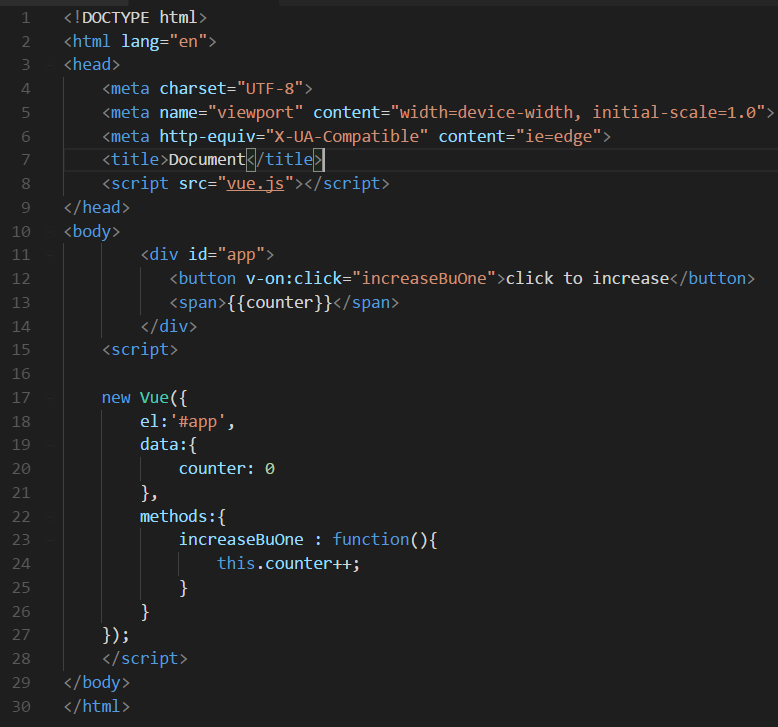 1 <!DOCTYPE html>
2 <html lang="en">
3 <head>
4 <meta charset="UTF-8">
5 <meta name="viewport" content="width=device-width, initial-scale=1.0">
6 <meta http-equiv="X-UA-Compatible" content="ie=edge">
7 <title>Document</title>
8 <script src="vue.js"></script>
9 </head>
10 <body>
11 <div id="app">
12 <button v-on:click="increaseBuOne">click to increase</button>
13 <span>{{counter}}</span>
14 </div>
15 <script>
16
17 new Vue({
18 el:'#app',
19 data:{
20 counter: 0
21 },
22 methods:{
23 increaseBuOne : function(){
24 this.counter++;
25 }
26 }
27 });
28 </script>
29 </body>
30 </html>